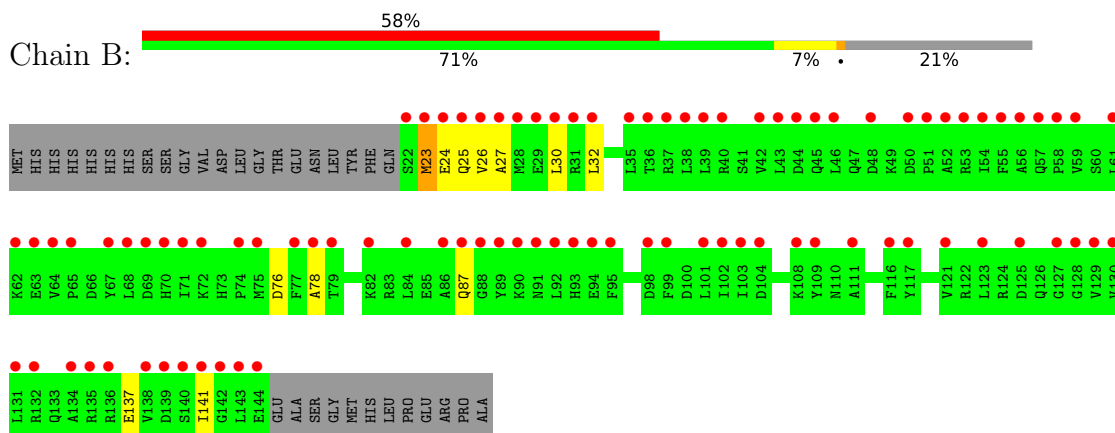 58%
Chain B:
71% 7% • 21%
MET HIS HIS HIS HIS HIS HIS SER SER GLY VAL ASP LEU GLY THR GLU ASN LEU TYR PHE GLN S22 M23 E24 Q25 V26 A27 M28 E29 L30 R31 L32 L35 T36 R37 L38 L39 R40 S41 V42 L43 D44 Q45 L46 Q47 D48 K49 D50 P51 A52 R53 I54 F55 A56 Q57 P58 V59 S60 L61
K62 E63 V64 P65 D66 Y67 L68 D69 H70 I71 K72 H73 P74 M75 D76 F77 A78 T79 K82 R83 L84 E85 A86 Q87 G88 Y89 K90 N91 L92 H93 E94 F95 D98 F99 D100 L101 I102 I103 D104 K108 Y109 N110 A111 F116 Y117 V121 R122 L123 R124 D125 Q126 G127 G128 V129 V130
L131 R132 Q133 A134 R135 R136 E137 V138 D139 S140 I141 G142 L143 E144 GLU ALA SER GLY MET HIS LEU PRO GLU ARG PRO ALA